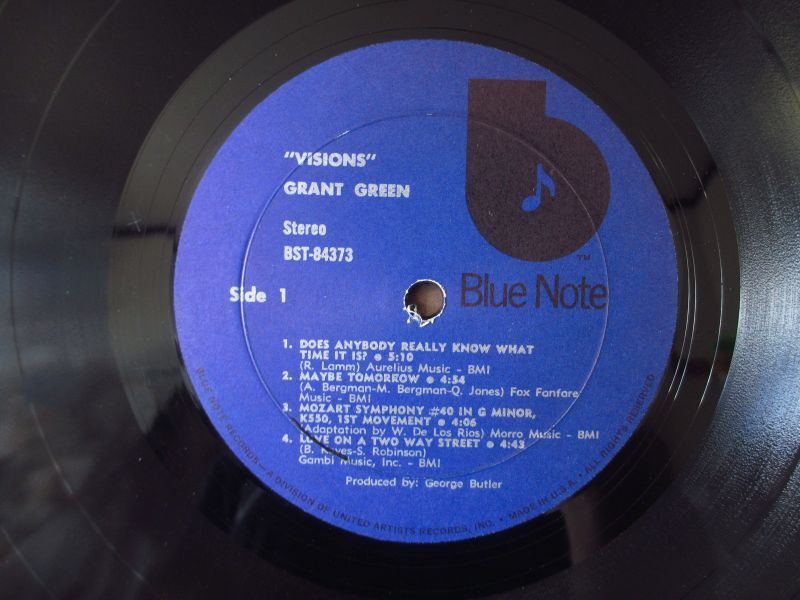 "VISIONS"
GRANT GREEN
Stereo
BST-84373
Side 1
TM
Blue Note
1. DOES ANYBODY REALLY KNOW WHAT
TIME IT IS? • 5:10
(R. Lamm) Aurelius Music - BMI
2. MAYBE TOMORROW • 4:54
(A. Bergman-M. Bergman-Q. Jones) Fox Fanfare
Music - BMI
3. MOZART SYMPHONY #40 IN G MINOR,
K550, 1ST MOVEMENT • 4:06
(Adaptation by W. De Los Rios) Morro Music - BMI
4. LOVE ON A TWO WAY STREET • 4:43
(B. Keyes-S. Robinson)
Gambi Music, Inc. - BMI
Produced by: George Butler
BLUE NOTE RECORDS—A DIVISION OF UNITED ARTISTS RECORDS, INC. • MADE IN U.S.A. • ALL RIGHTS RESERVED